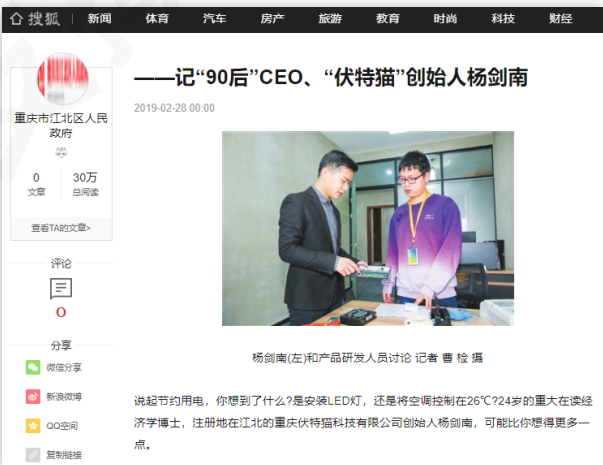 搜狐 新闻 体育 汽车 房产 旅游 教育 时尚 科技 财经
重庆市江北区人民
政府
0 30万
文章 总阅读
查看TA的文章>
评论
0
分享
微信分享
新浪微博
QQ空间
复制链接
——记“90后”CEO、“伏特猫”创始人杨剑南
2019-02-28 00:00
杨剑南(左)和产品研发人员讨论 记者 曹 检 摄
说起节约用电，你想到了什么?是安装LED灯，还是将空调控制在26℃?24岁的重大在读经
济学博士，注册地在江北的重庆伏特猫科技有限公司创始人杨剑南，可能比你想得更多一
点。